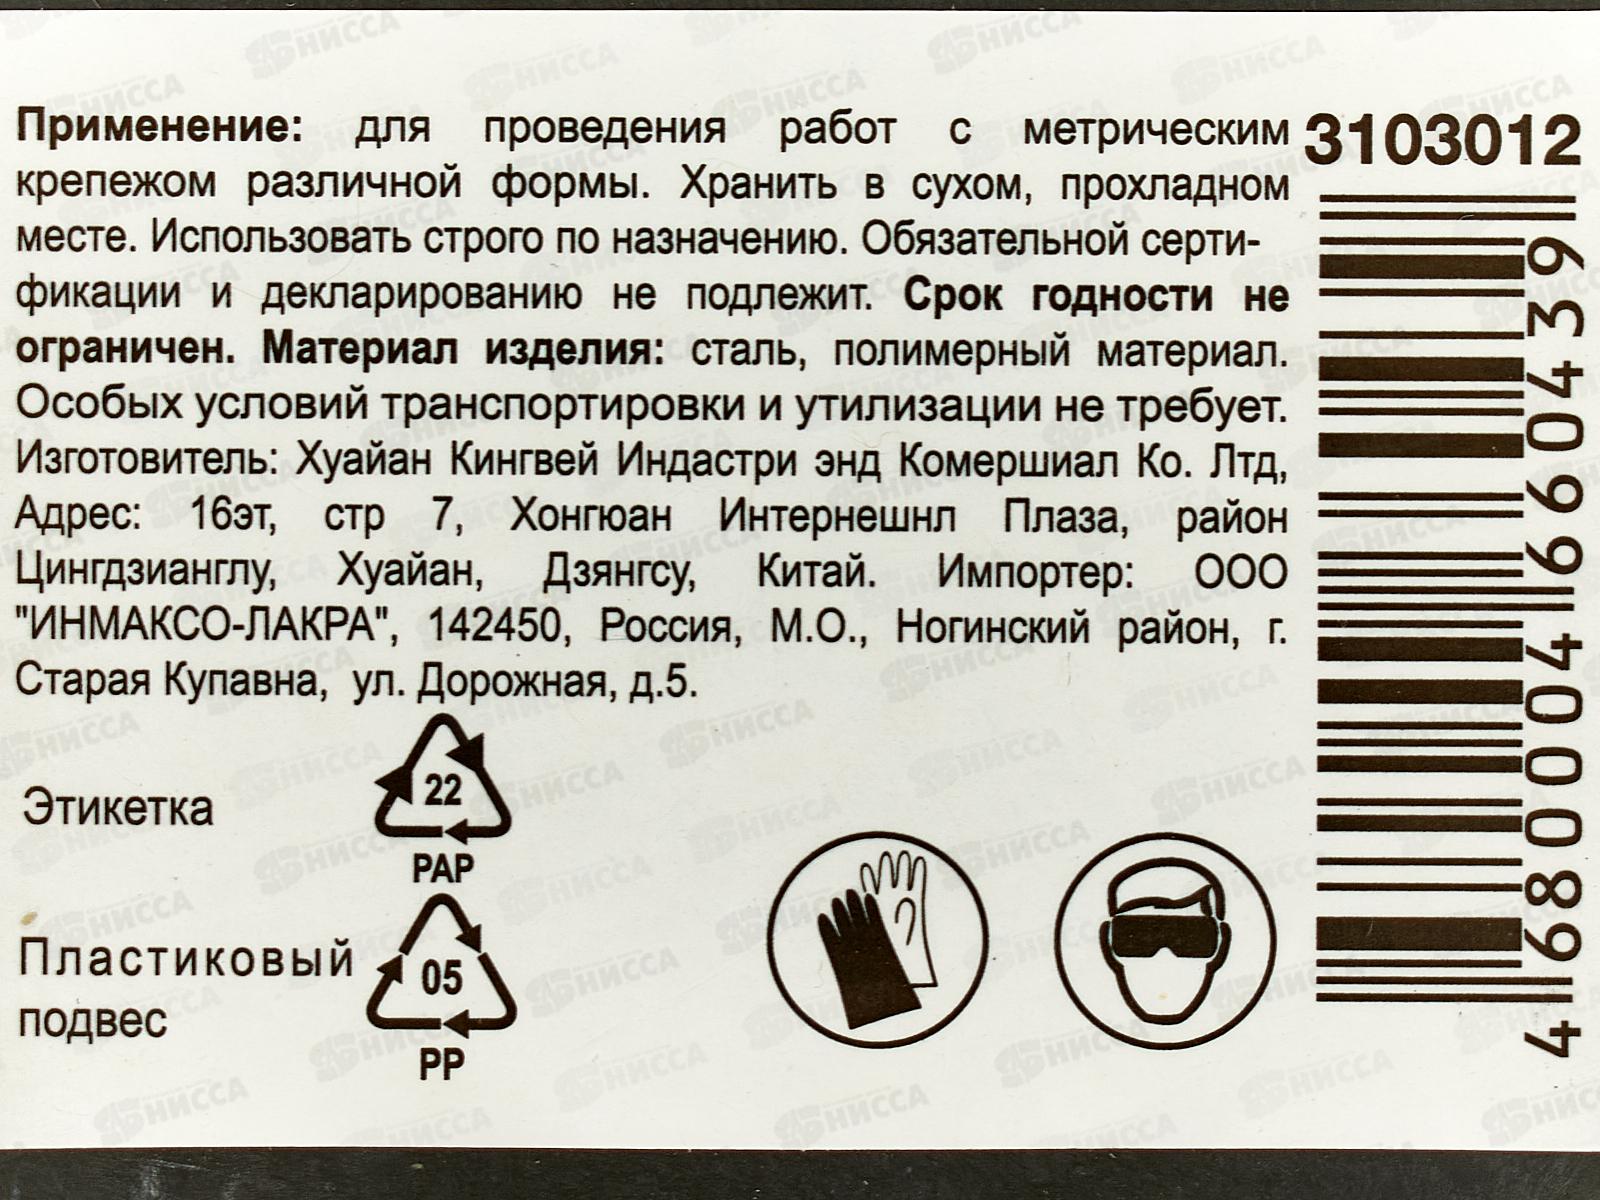 Применение: для проведения работ с метрическим
крепежом различной формы. Хранить в сухом, прохладном
месте. Использовать строго по назначению. Обязательной серти-
фикации и декларированию не подлежит. Срок годности не
ограничен. Материал изделия: сталь, полимерный материал.
Особых условий транспортировки и утилизации не требует.
Изготовитель: Хуайан Кингвей Индастри энд Комершиал Ко. Лтд,
Адрес: 16эт, стр 7, Хонгюан Интернешнл Плаза, район
Цингдзианглу, Хуайан, Дзянгсу, Китай. Импортер: ООО
"ИНМАКСО-ЛАКРА", 142450, Россия, М.О., Ногинский район, г.
Старая Купавна, ул. Дорожная, д.5.
3103012
4680004660439
Этикетка
22
PAP
Пластиковый
подвес
05
PP
НИССА